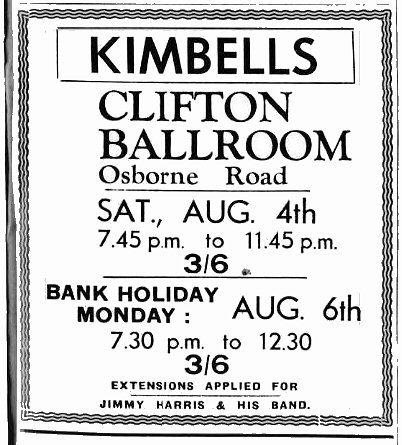 KIMBELLS
CLIFTON
BALLROOM
Osborne Road
SAT., AUG. 4th
7.45 p.m. to 11.45 p.m.
3/6
BANK HOLIDAY
MONDAY : AUG. 6th
7.30 p.m. to 12.30
3/6
EXTENSIONS APPLIED FOR
JIMMY HARRIS & HIS BAND.